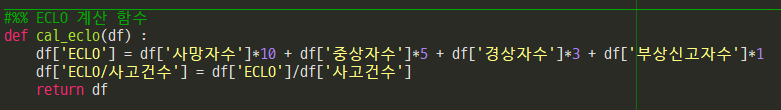 #%% ECLO 계산 함수
def cal_eclo(df) :
    df['ECLO'] = df['사망자수']*10 + df['중상자수']*5 + df['경상자수']*3 + df['부상신고자수']*1
    df['ECLO/사고건수'] = df['ECLO']/df['사고건수']
    return df